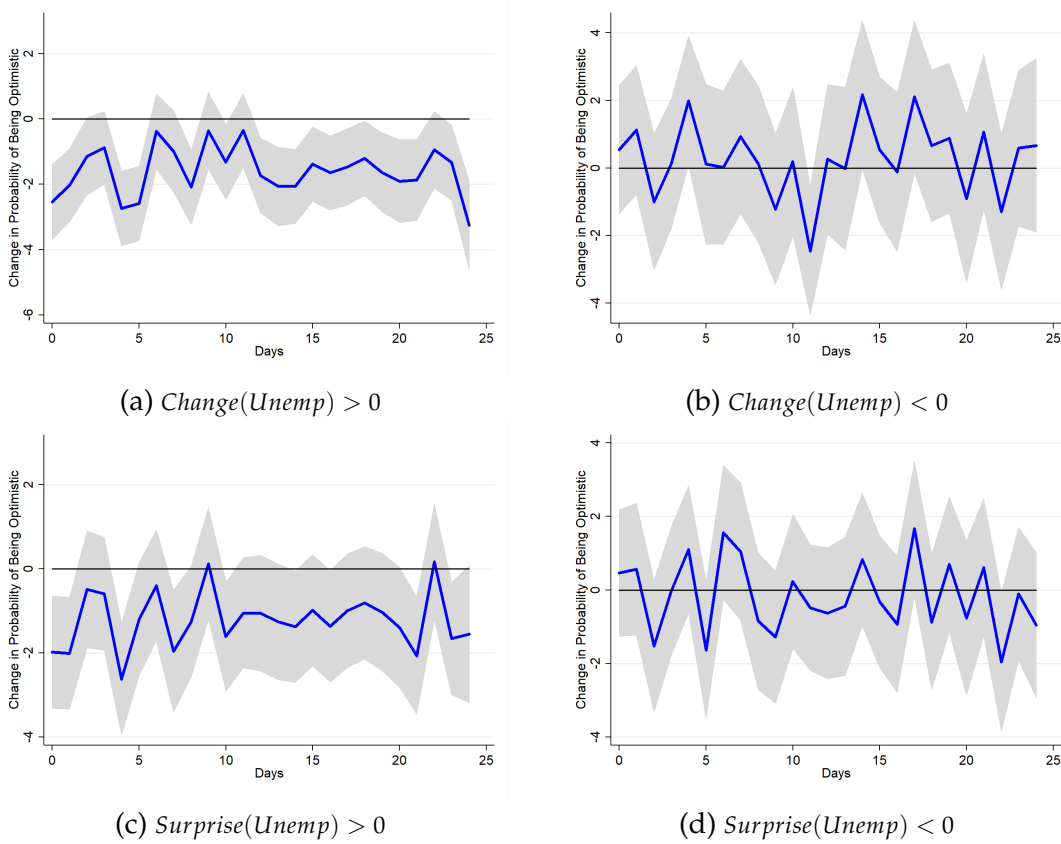 Change in Probability of Being Optimistic
2
0
-2
-4
-6
0 5 10 15 20 25
Days
(a) Change(Unemp) > 0
Change in Probability of Being Optimistic
4
2
0
-2
-4
0 5 10 15 20 25
Days
(b) Change(Unemp) < 0
Change in Probability of Being Optimistic
2
0
-2
-4
0 5 10 15 20 25
Days
(c) Surprise(Unemp) > 0
Change in Probability of Being Optimistic
4
2
0
-2
-4
0 5 10 15 20 25
Days
(d) Surprise(Unemp) < 0